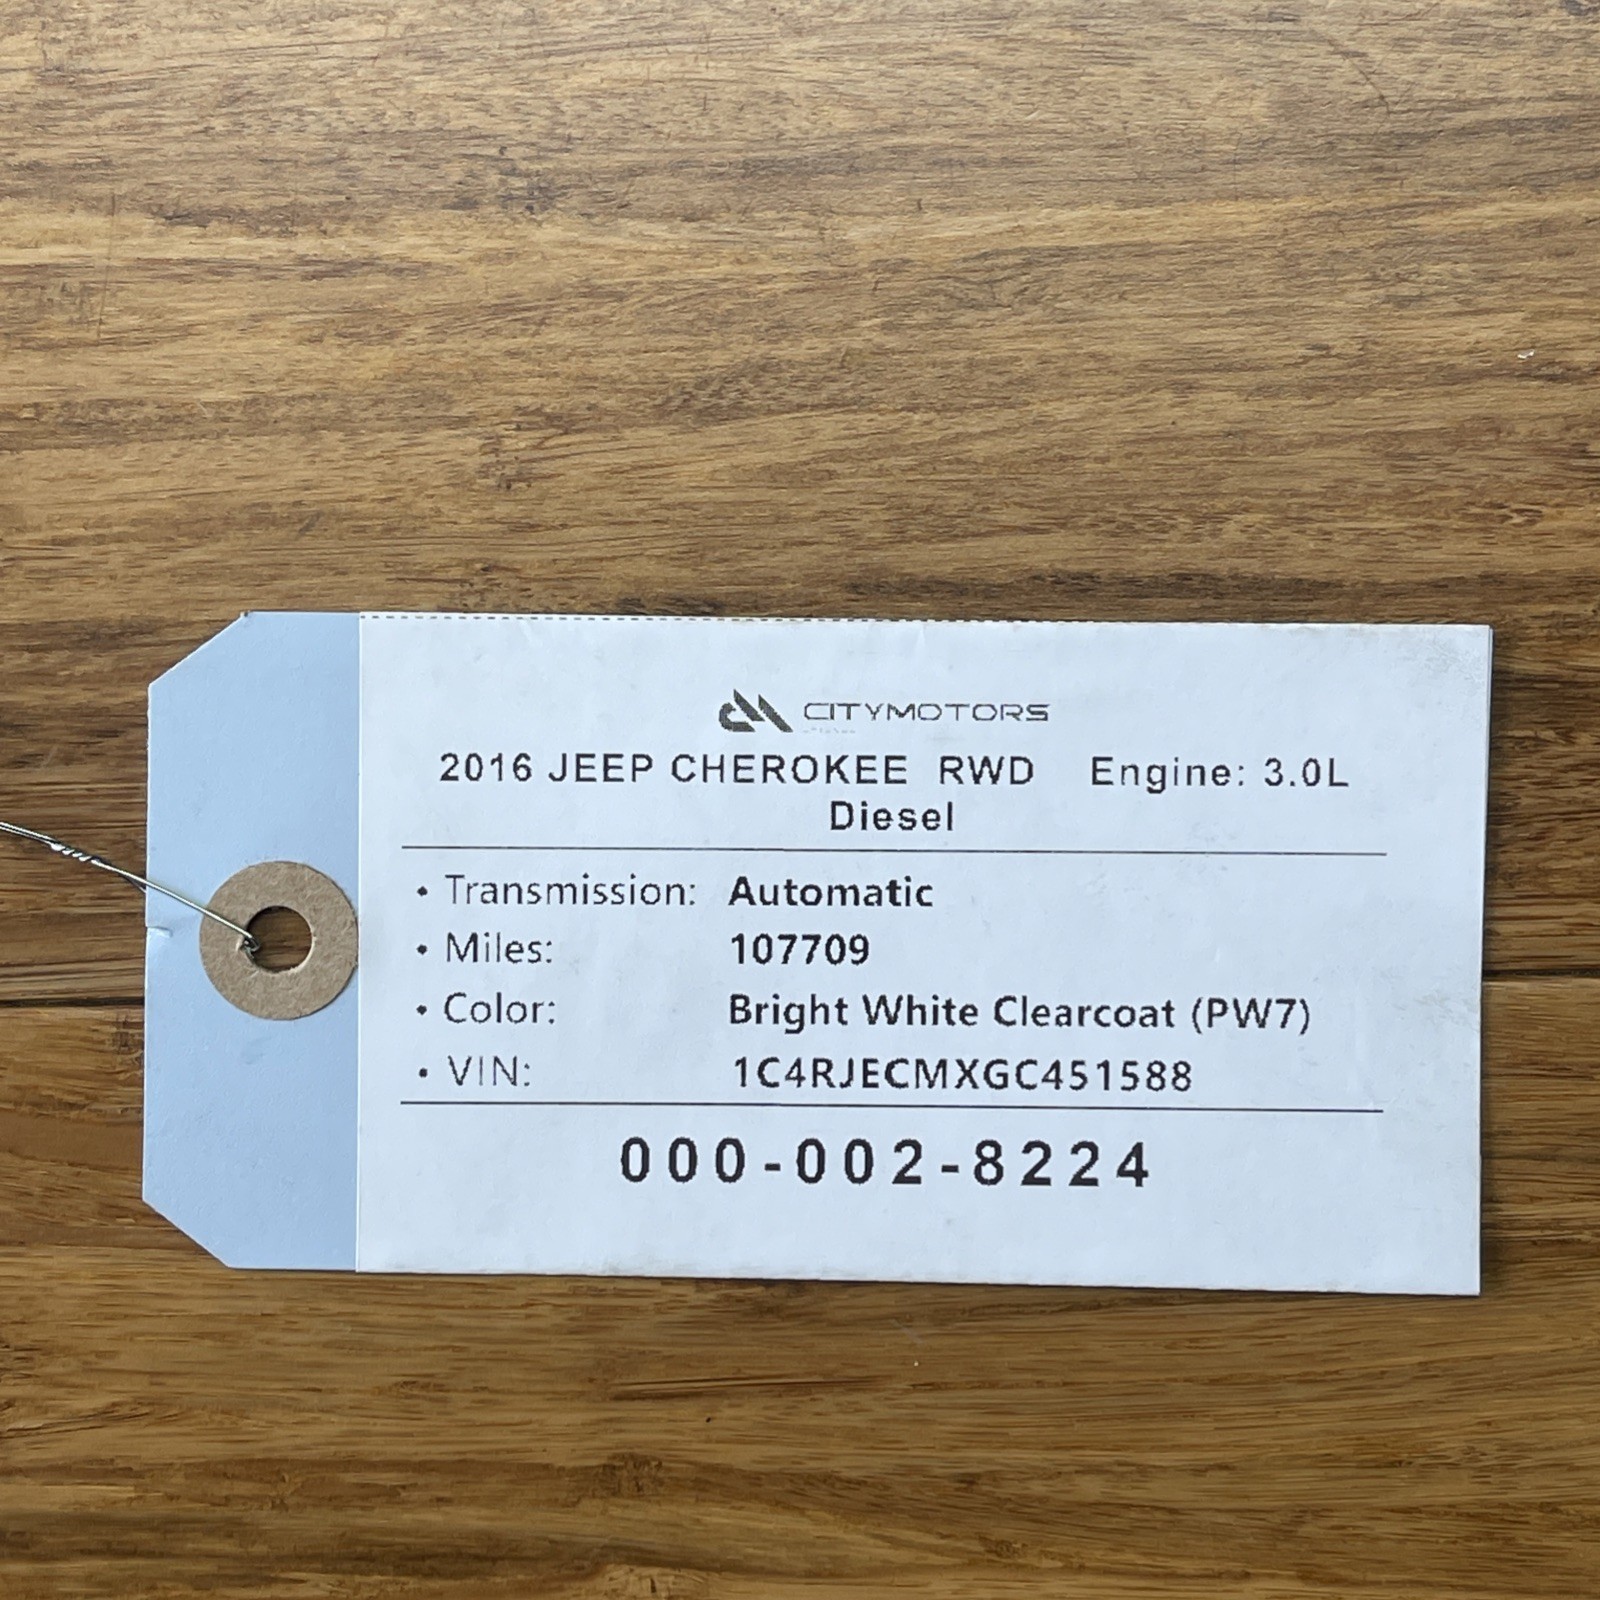 CITYMOTORS
2016 JEEP CHEROKEE RWD Engine: 3.0L
Diesel
• Transmission: Automatic
• Miles: 107709
• Color: Bright White Clearcoat (PW7)
• VIN: 1C4RJECMXGC451588
000-002-8224